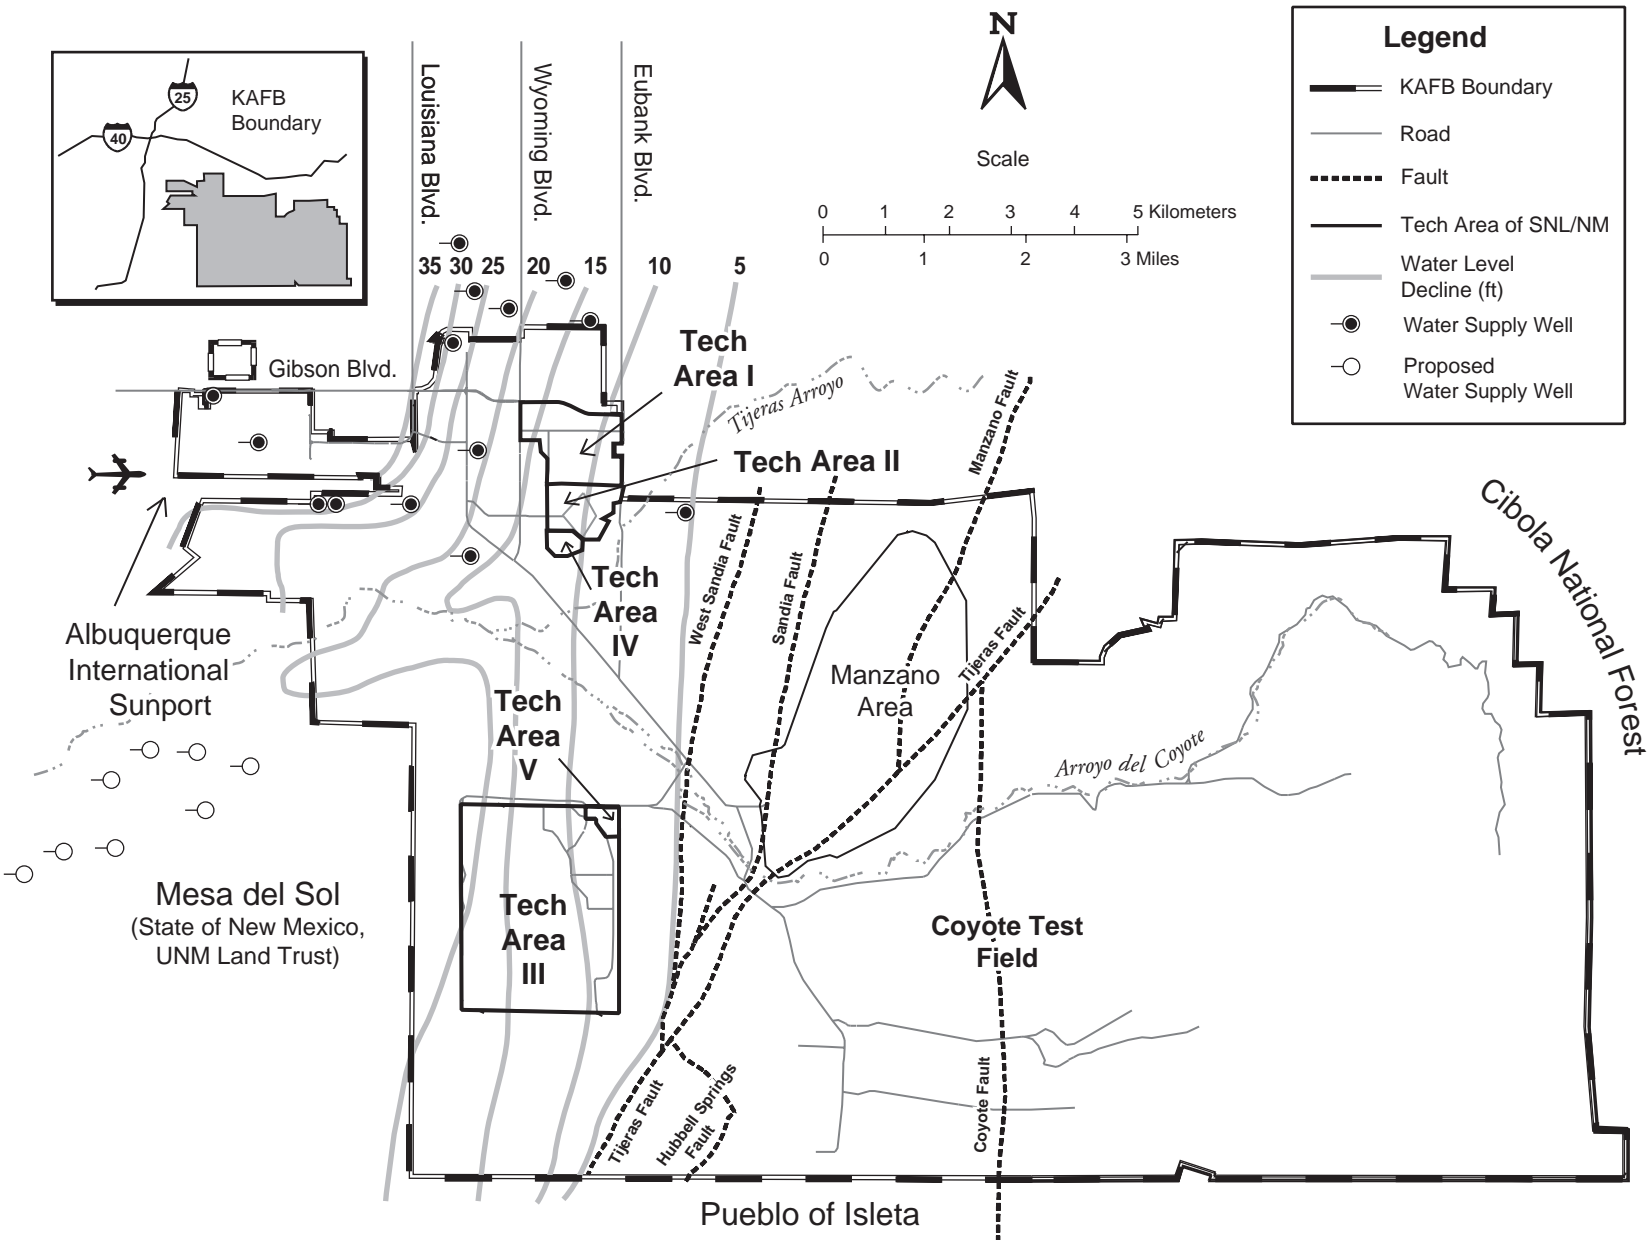 N
Scale
0 1 2 3 4 5 Kilometers
0 1 2 3 Miles
Legend
KAFB Boundary
Road
Fault
Tech Area of SNL/NM
Water Level
Decline (ft)
Water Supply Well
Proposed
Water Supply Well
25
40
KAFB
Boundary
Louisiana Blvd.
Wyoming Blvd.
Eubank Blvd.
35 30 25 20 15 10 5
Gibson Blvd.
Tech
Area I
Tijeras Arroyo
Manzano Fault
Tech Area II
Cibola National Forest
West Sandia Fault
Sandia Fault
Tech
Area
IV
Albuquerque
International
Sunport
Manzano
Area
Tijeras Fault
Tech
Area
V
Arroyo del Coyote
Mesa del Sol
(State of New Mexico,
UNM Land Trust)
Tech
Area
III
Coyote Test
Field
Tijeras Fault
Hubbell Springs
Fault
Coyote Fault
Pueblo of Isleta